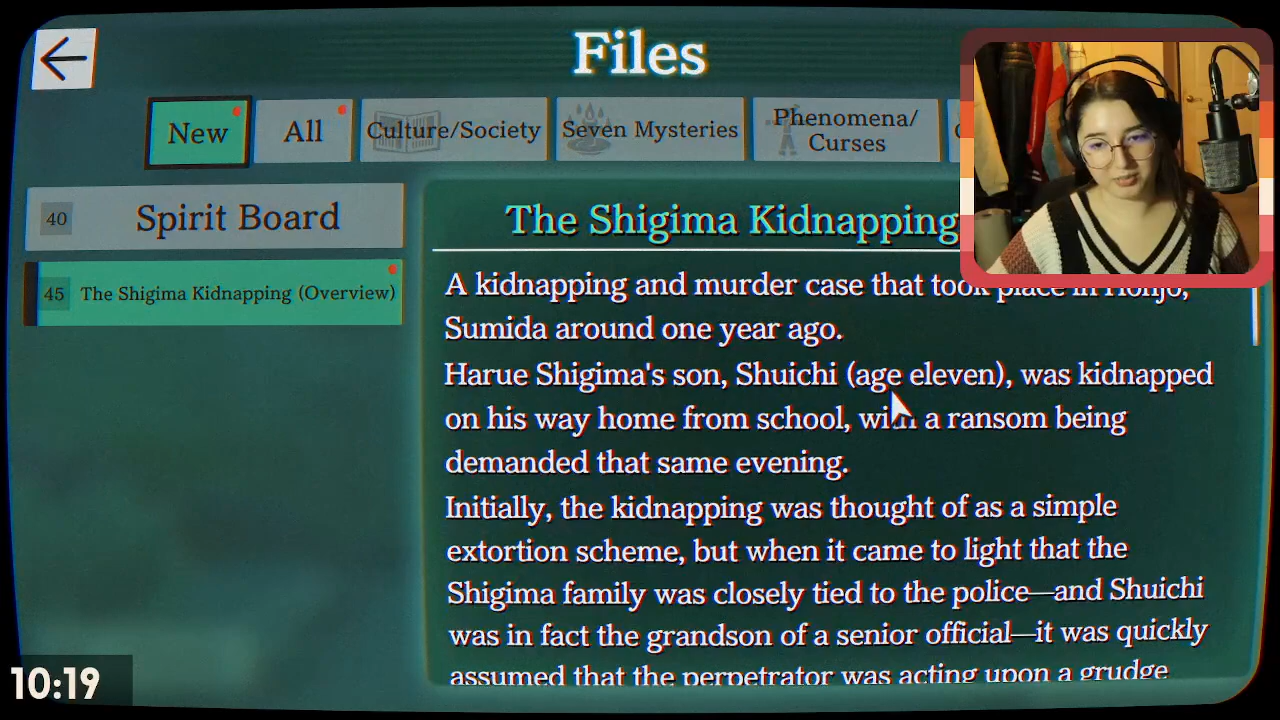 Files
New
All
Culture/Society
Seven Mysteries
Phenomena/
Curses
40
Spirit Board
45
The Shigima Kidnapping (Overview)
The Shigima Kidnapping
A kidnapping and murder case that took place in Honjo,
Sumida around one year ago.
Harue Shigima's son, Shuichi (age eleven), was kidnapped
on his way home from school, with a ransom being
demanded that same evening.
Initially, the kidnapping was thought of as a simple
extortion scheme, but when it came to light that the
Shigima family was closely tied to the police—and Shuichi
was in fact the grandson of a senior official—it was quickly
assumed that the perpetrator was acting upon a grudge
10:19